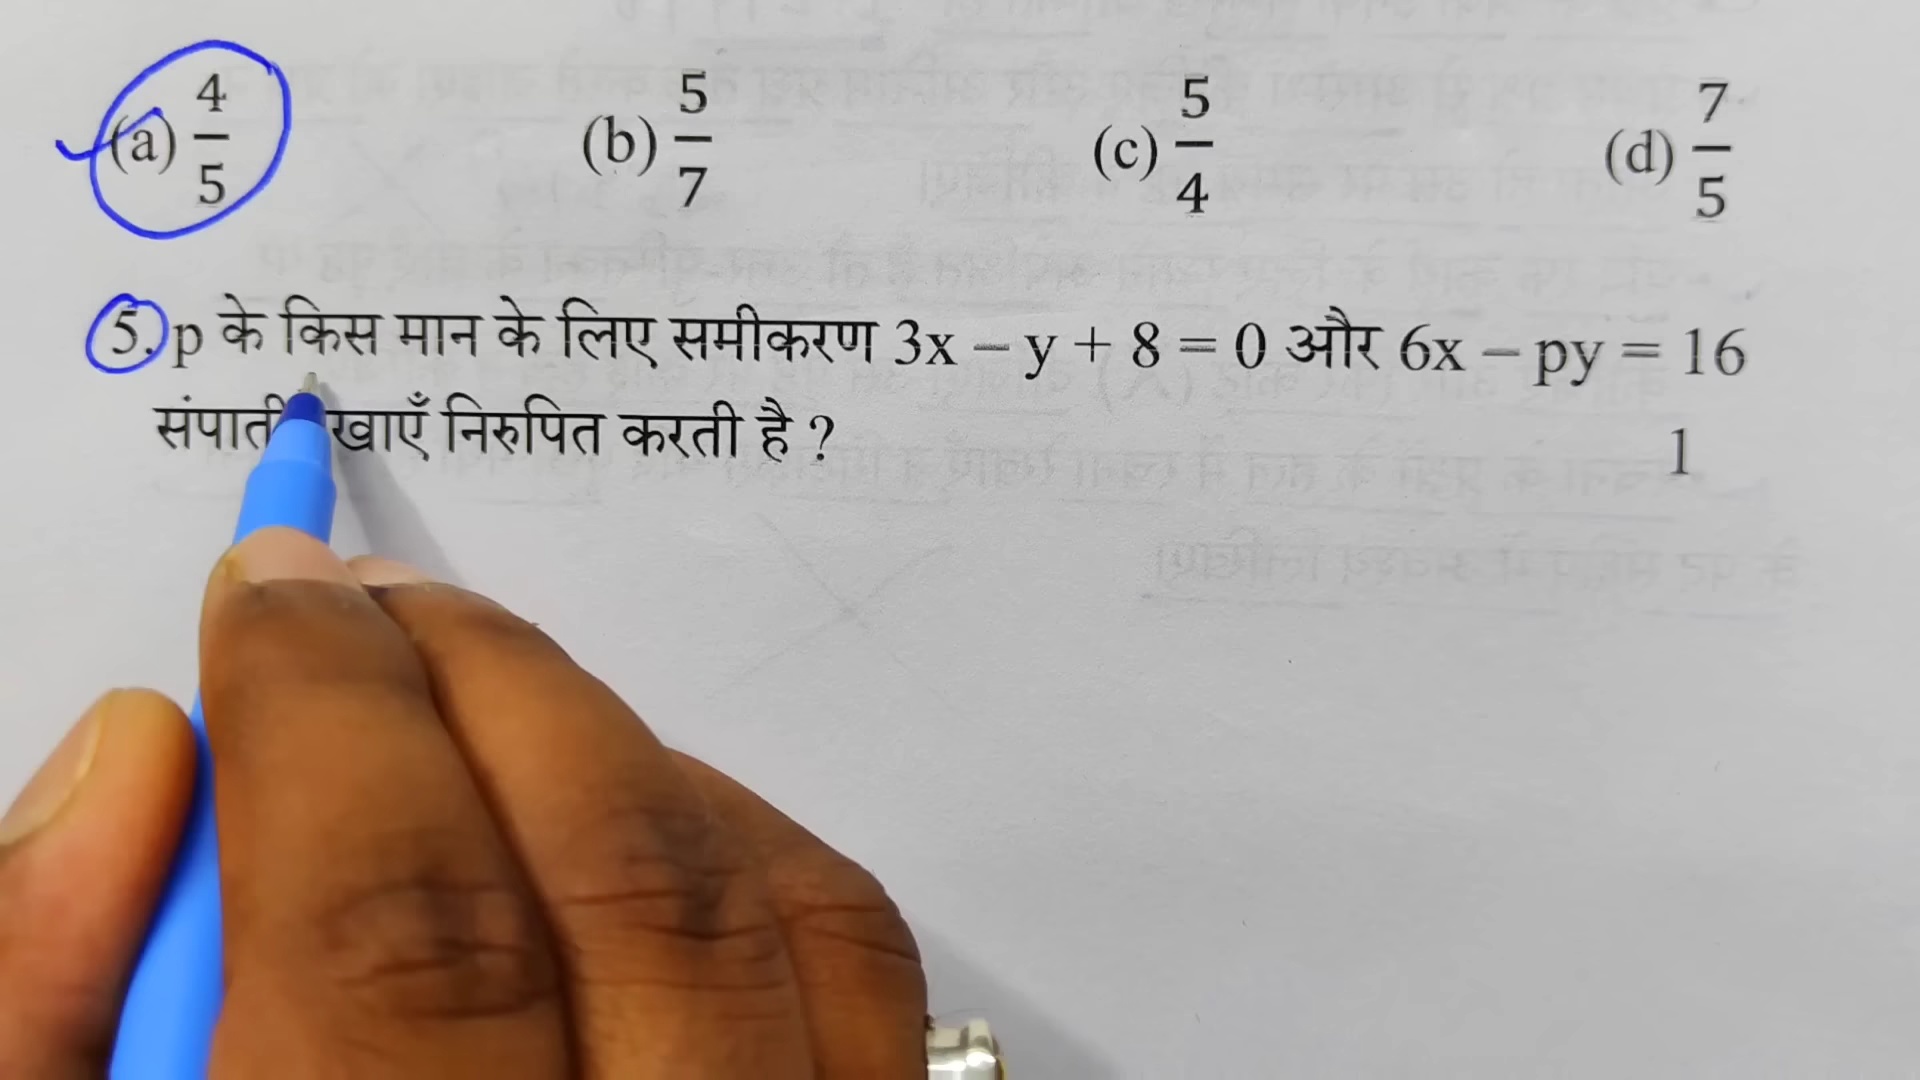 (a) 4/5 (b) 5/7 (c) 5/4 (d) 7/5
5. p के किस मान के लिए समीकरण 3x – y + 8 = 0 और 6x – py = 16
संपाती खाएँ निरुपित करती है ? 1